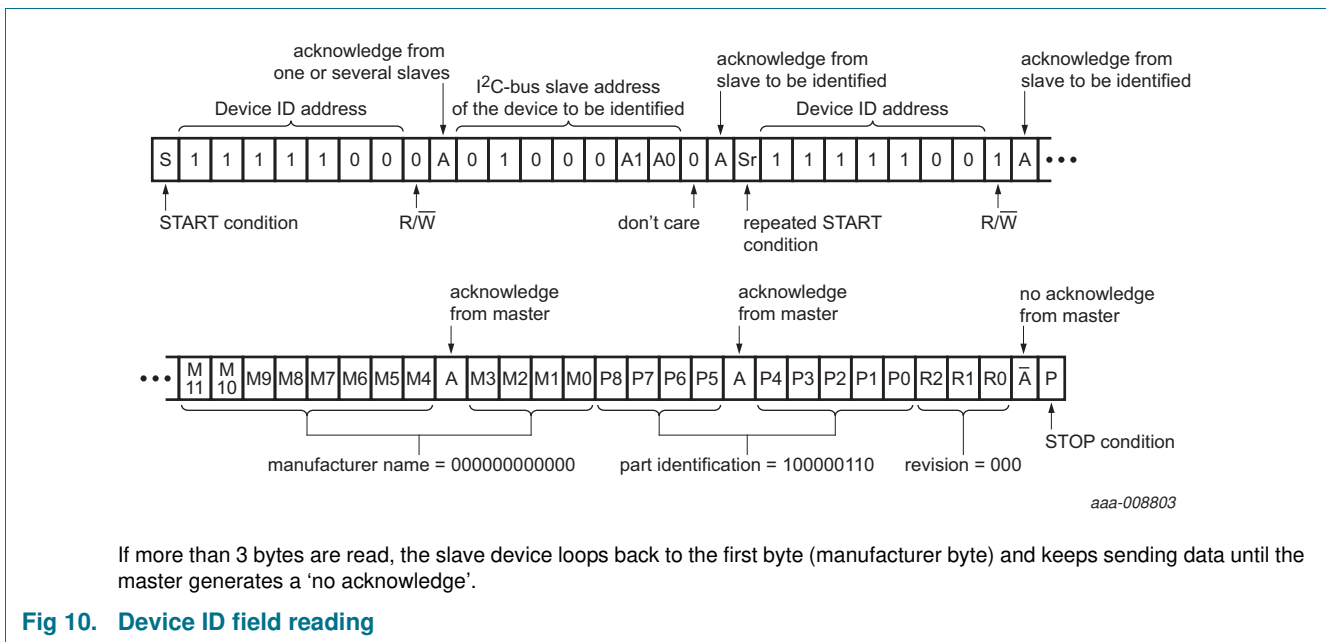 acknowledge from
one or several slaves
I2C-bus slave address
of the device to be identified
acknowledge from
slave to be identified
acknowledge from
slave to be identified
Device ID address
Device ID address
S 1 1 1 1 1 0 0 0 A 0 1 0 0 0 A1 A0 0 A Sr 1 1 1 1 1 0 0 1 A •••
START condition
R/W̅
don't care
repeated START
condition
R/W̅
acknowledge
from master
acknowledge
from master
no acknowledge
from master
••• M11 M10 M9 M8 M7 M6 M5 M4 A M3 M2 M1 M0 P8 P7 P6 P5 A P4 P3 P2 P1 P0 R2 R1 R0 A̅ P
STOP condition
manufacturer name = 000000000000
part identification = 100000110
revision = 000
aaa-008803
If more than 3 bytes are read, the slave device loops back to the first byte (manufacturer byte) and keeps sending data until the
master generates a ‘no acknowledge’.
Fig 10. Device ID field reading